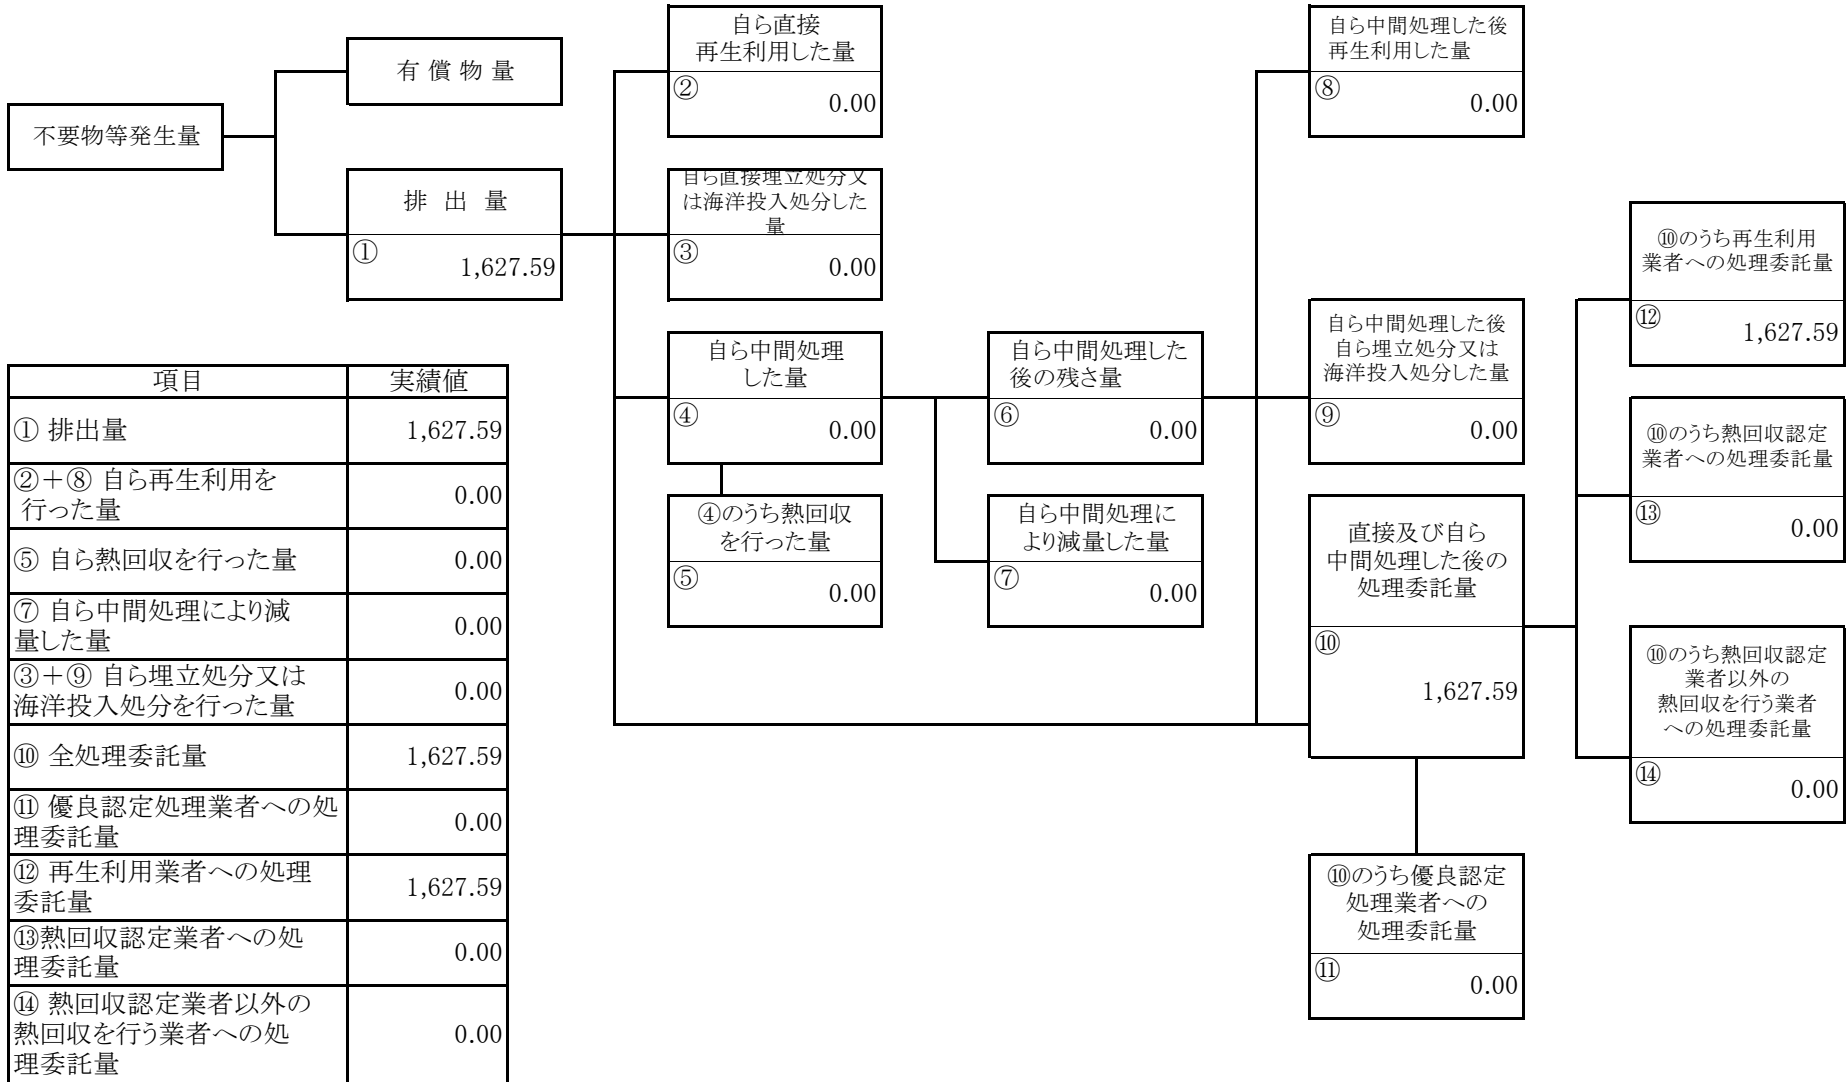 不要物等発生量
有 償 物 量
排 出 量
①
1,627.59
自ら直接
再生利用した量
②
0.00
自ら直接埋立処分又
は海洋投入処分した
量
③
0.00
自ら中間処理
した量
④
0.00
④のうち熱回収
を行った量
⑤
0.00
自ら中間処理した
後の残さ量
⑥
0.00
自ら中間処理に
より減量した量
⑦
0.00
自ら中間処理した後
再生利用した量
⑧
0.00
自ら中間処理した後
自ら埋立処分又は
海洋投入処分した量
⑨
0.00
直接及び自ら
中間処理した後の
処理委託量
⑩
1,627.59
⑩のうち優良認定
処理業者への
処理委託量
⑪
0.00
⑩のうち再生利用
業者への処理委託量
⑫
1,627.59
⑩のうち熱回収認定
業者への処理委託量
⑬
0.00
⑩のうち熱回収認定
業者以外の
熱回収を行う業者
への処理委託量
⑭
0.00
項目 実績値
① 排出量 1,627.59
②＋⑧ 自ら再生利用を
行った量 0.00
⑤ 自ら熱回収を行った量 0.00
⑦ 自ら中間処理により減
量した量 0.00
③＋⑨ 自ら埋立処分又は
海洋投入処分を行った量 0.00
⑩ 全処理委託量 1,627.59
⑪ 優良認定処理業者への処
理委託量 0.00
⑫ 再生利用業者への処理
委託量 1,627.59
⑬熱回収認定業者への処
理委託量 0.00
⑭ 熱回収認定業者以外の
熱回収を行う業者への処
理委託量 0.00